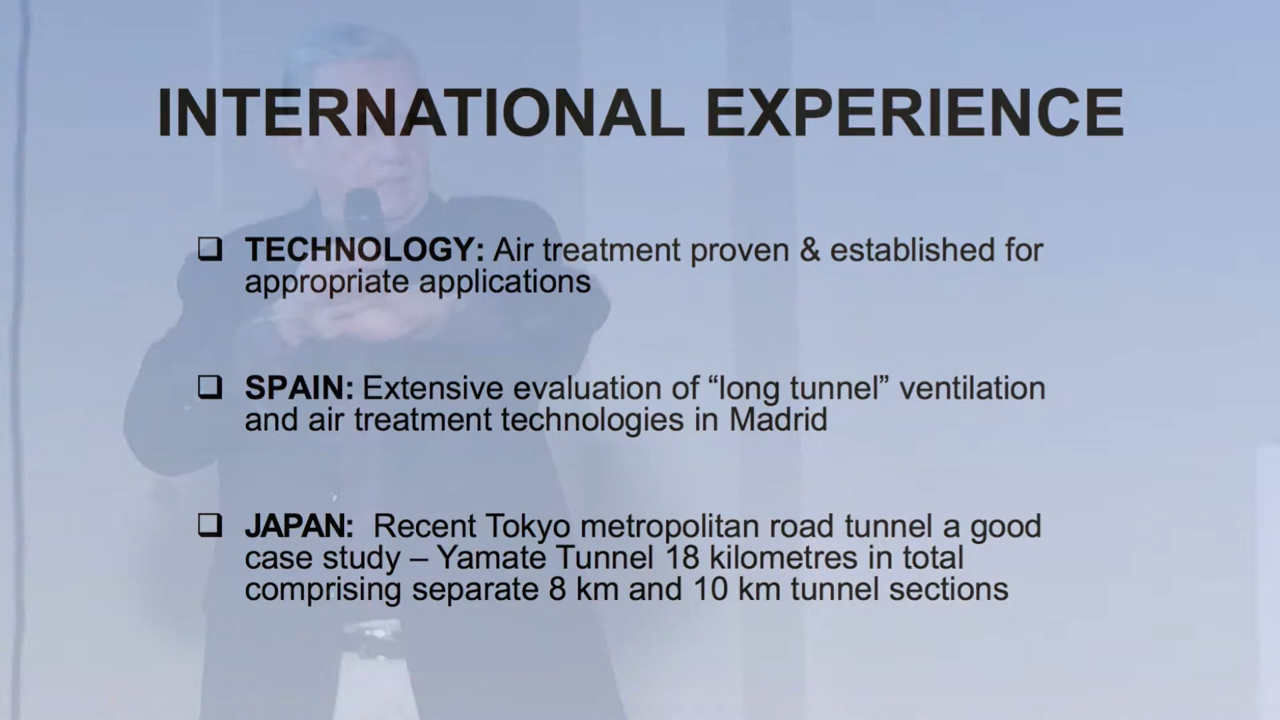 INTERNATIONAL EXPERIENCE
❑ TECHNOLOGY: Air treatment proven & established for
appropriate applications
❑ SPAIN: Extensive evaluation of “long tunnel” ventilation
and air treatment technologies in Madrid
❑ JAPAN: Recent Tokyo metropolitan road tunnel a good
case study – Yamate Tunnel 18 kilometres in total
comprising separate 8 km and 10 km tunnel sections